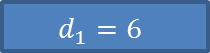 d₁ = 6